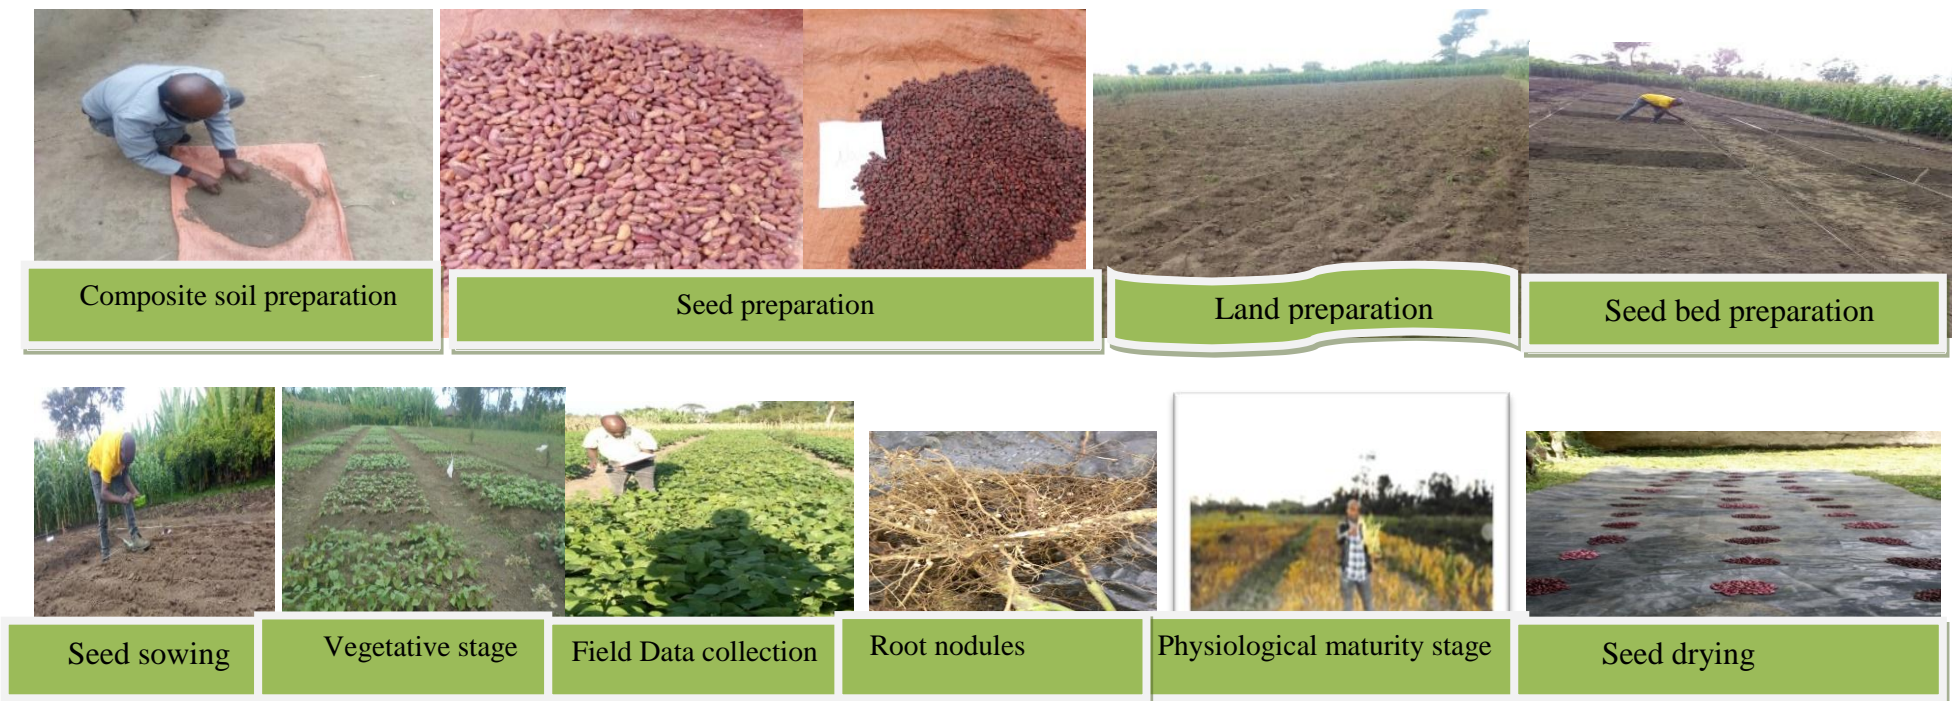 Composite soil preparation
Seed preparation
Land preparation
Seed bed preparation
Seed sowing
Vegetative stage
Field Data collection
Root nodules
Physiological maturity stage
Seed drying